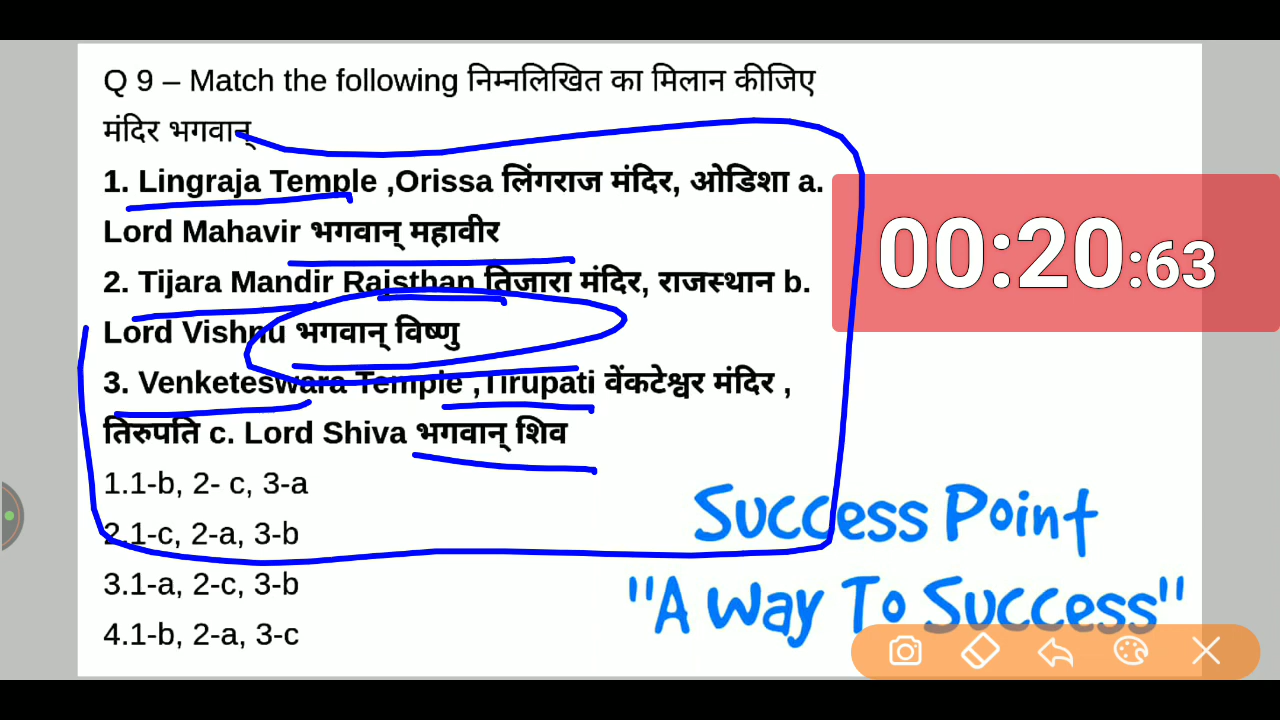 Q 9 – Match the following निम्नलिखित का मिलान कीजिए
मंदिर भगवान्
1. Lingraja Temple ,Orissa लिंगराज मंदिर, ओडिशा a.
Lord Mahavir भगवान् महावीर
2. Tijara Mandir Rajsthan तिजारा मंदिर, राजस्थान b.
Lord Vishnu भगवान् विष्णु
3. Venketeswara Temple ,Tirupati वेंकटेश्वर मंदिर ,
तिरुपति c. Lord Shiva भगवान् शिव
1.1-b, 2- c, 3-a
2.1-c, 2-a, 3-b
3.1-a, 2-c, 3-b
4.1-b, 2-a, 3-c
00:20:63
Success Point
"A Way To Success"